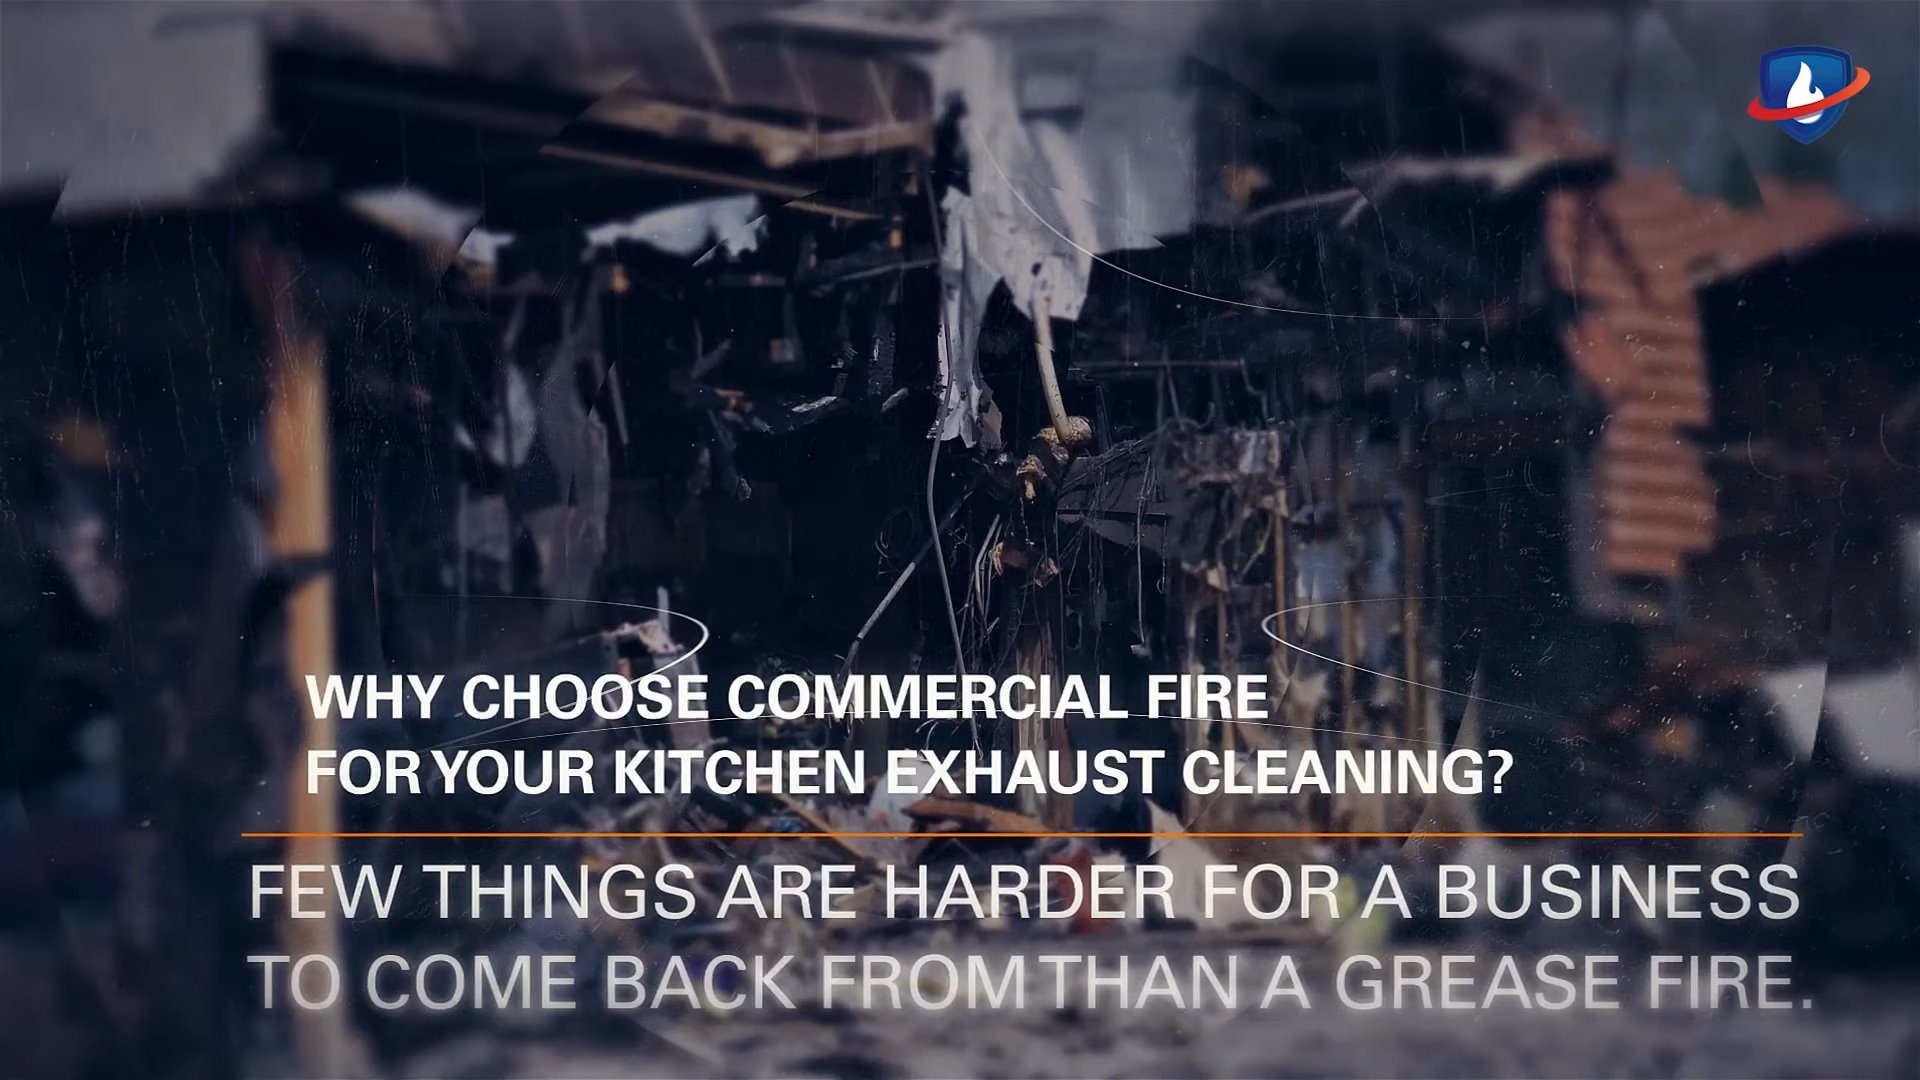 WHY CHOOSE COMMERCIAL FIRE
FOR YOUR KITCHEN EXHAUST CLEANING?
FEW THINGS ARE HARDER FOR A BUSINESS
TO COME BACK FROM THAN A GREASE FIRE.